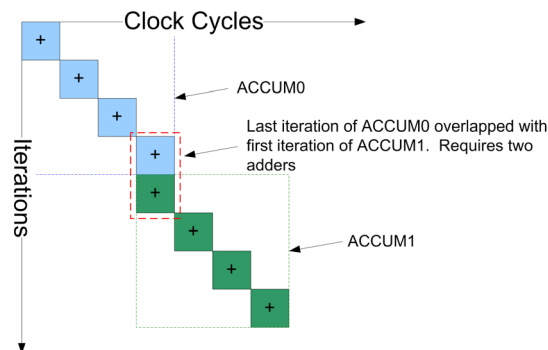 Clock Cycles
+
+
ACCUM0
+
Last iteration of ACCUM0 overlapped with
first iteration of ACCUM1.  Requires two
adders
+
Iterations
+
+
ACCUM1
+
+